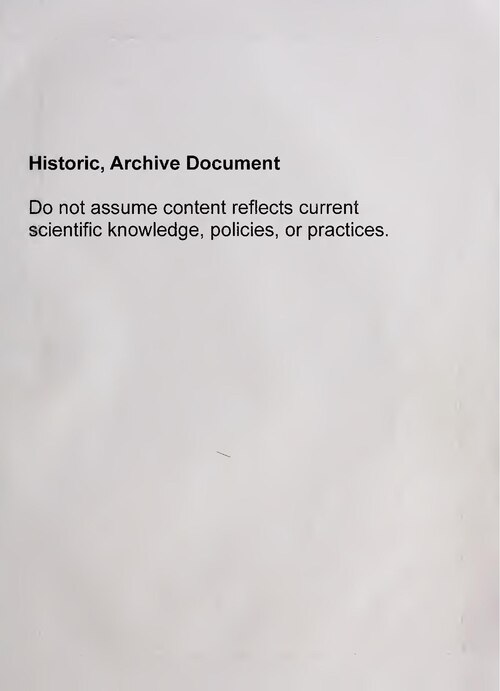 Historic, Archive Document
Do not assume content reflects current
scientific knowledge, policies, or practices.